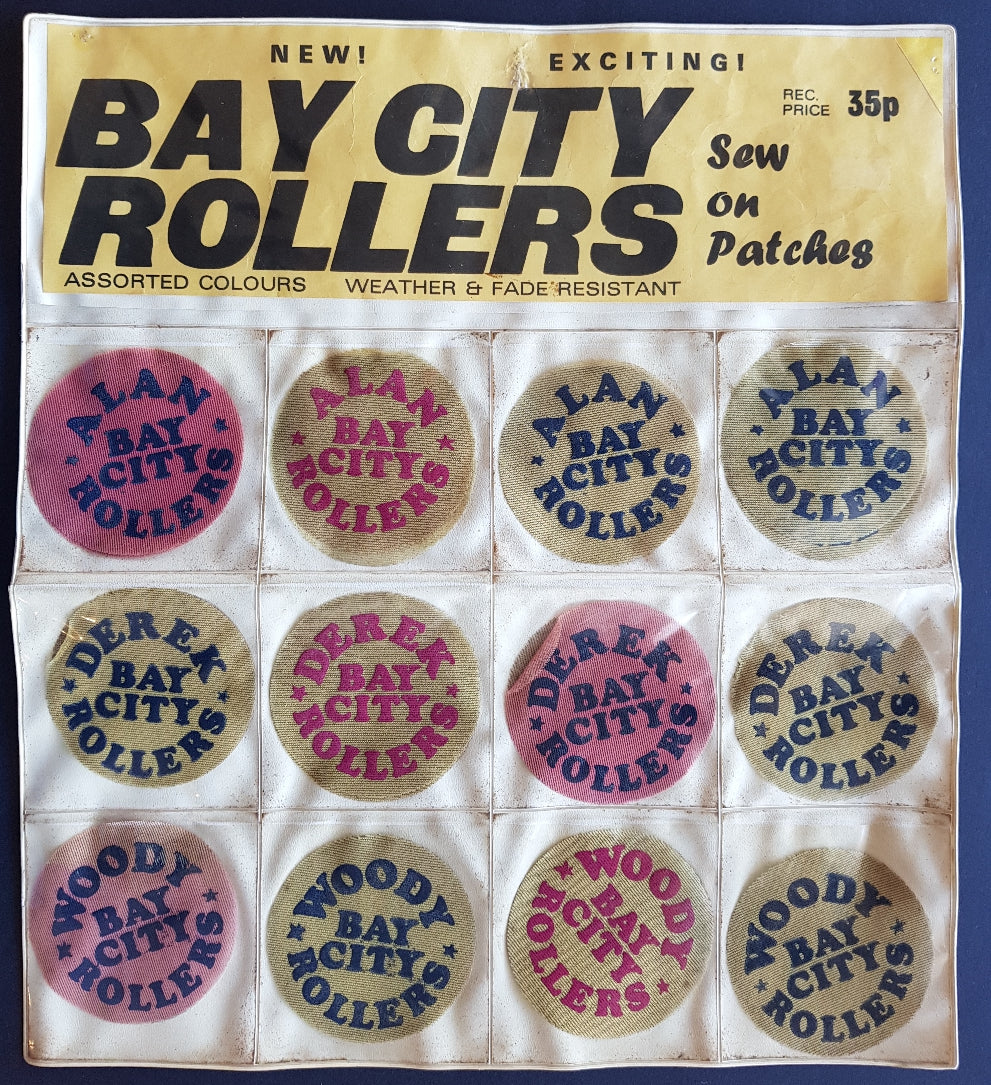 NEW! EXCITING!
BAY CITY
ROLLERS
REC.
PRICE 35p
Sew
on
Patches
ASSORTED COLOURS WEATHER & FADE RESISTANT
ALAN
BAY
CITY
ROLLERS
ALAN
BAY
CITY
ROLLERS
ALAN
BAY
CITY
ROLLERS
ALAN
BAY
CITY
ROLLERS
DEREK
BAY
CITY
ROLLERS
DEREK
BAY
CITY
ROLLERS
DEREK
BAY
CITY
ROLLERS
DEREK
BAY
CITY
ROLLERS
WOODY
BAY
CITY
ROLLERS
WOODY
BAY
CITY
ROLLERS
WOODY
BAY
CITY
ROLLERS
WOODY
BAY
CITY
ROLLERS